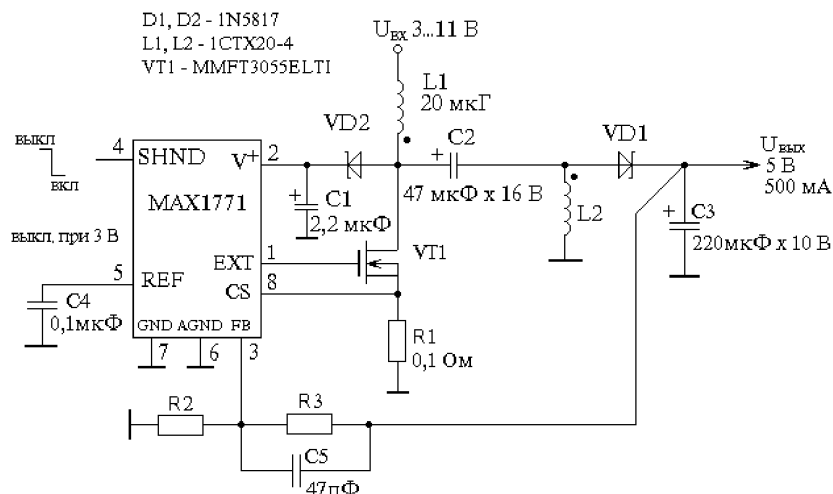 D1, D2 - 1N5817
L1, L2 - 1CTX20-4
VT1 - MMFT3055ELTI
Uвх 3...11 В
L1
20 мкГ
VD2
C2
VD1
выкл
вкл
4
SHND
V+
2
MAX1771
+
C1
2,2 мкФ
+
47 мкФ x 16 В
L2
Uвых
5 В
500 мА
+
C3
220мкФ x 10 В
выкл, при 3 В
EXT
1
VT1
5
REF
CS
8
C4
0,1мкФ
R1
0,1 Ом
GND
AGND
FB
7
6
3
R2
R3
C5
47пФ